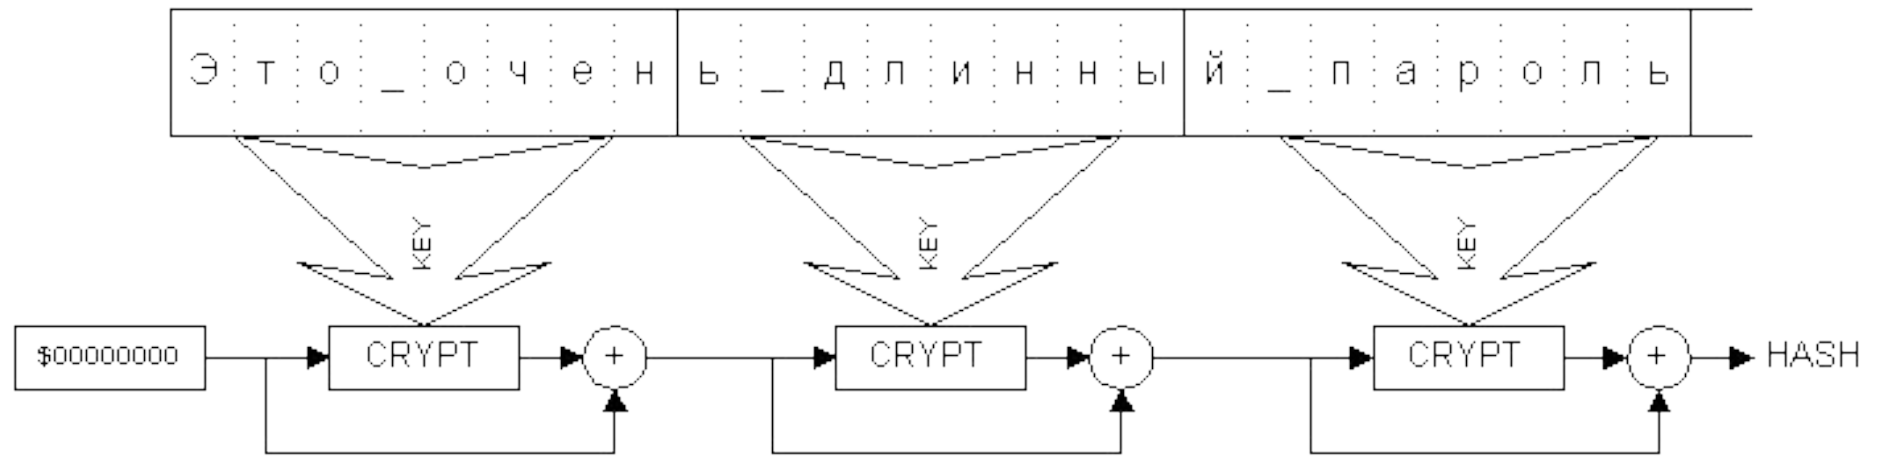 Это_очень_длинный_пароль
KEY KEY KEY
$00000000 CRYPT + CRYPT + CRYPT + HASH